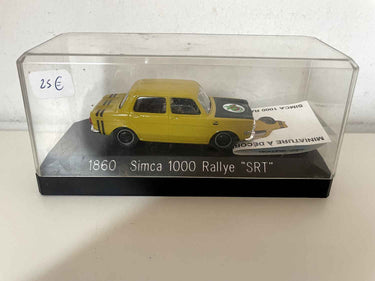 25€
SIMCA 1000 RA
MINIATURE A DECOR
1860 Simca 1000 Rallye "SRT"